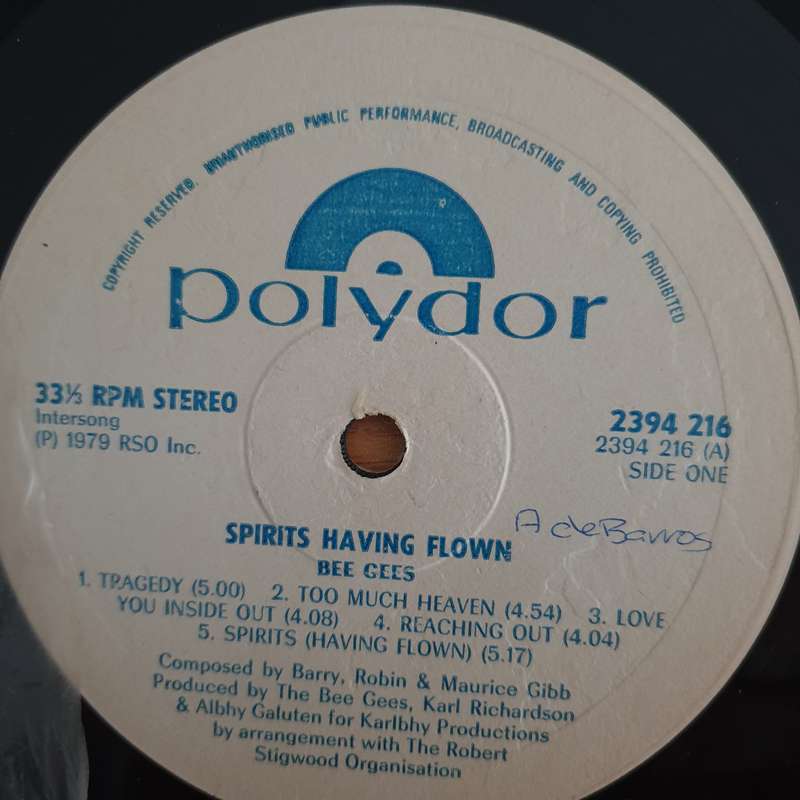 COPYRIGHT RESERVED. UNAUTHORISED PUBLIC PERFORMANCE, BROADCASTING AND COPYING PROHIBITED
polydor
33⅓ RPM STEREO
Intersong
(P) 1979 RSO Inc.
2394 216
2394 216 (A)
SIDE ONE
A deBarros
SPIRITS HAVING FLOWN
BEE GEES
1. TRAGEDY (5.00) 2. TOO MUCH HEAVEN (4.54) 3. LOVE
YOU INSIDE OUT (4.08) 4. REACHING OUT (4.04)
5. SPIRITS (HAVING FLOWN) (5.17)
Composed by Barry, Robin & Maurice Gibb
Produced by The Bee Gees, Karl Richardson
& Albhy Galuten for Karlbhy Productions
by arrangement with The Robert
Stigwood Organisation